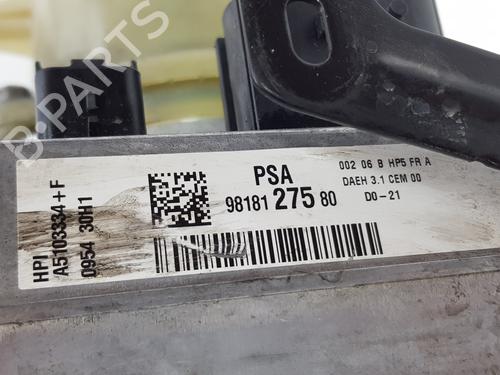 B PARTS
PSA
98181 275 80
002 06 B HP5 FR A
DAEH 3.1 CEM 00
D0-21
HPI
A5103334+F
0954 30H1